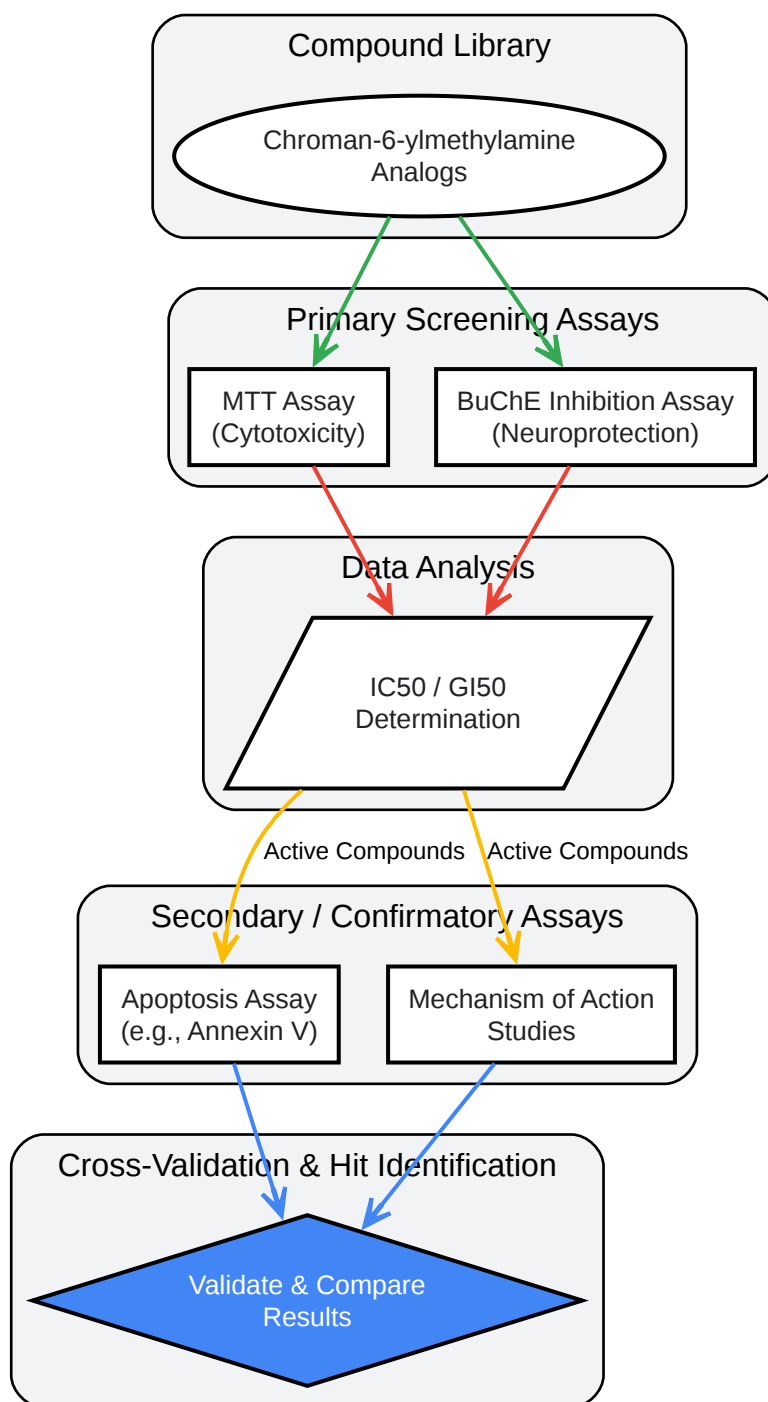 Compound Library
Chroman-6-ylmethylamine
Analogs
Primary Screening Assays
MTT Assay
(Cytotoxicity)
BuChE Inhibition Assay
(Neuroprotection)
Data Analysis
IC50 / GI50
Determination
Active Compounds
Active Compounds
Secondary / Confirmatory Assays
Apoptosis Assay
(e.g., Annexin V)
Mechanism of Action
Studies
Cross-Validation & Hit Identification
Validate & Compare
Results